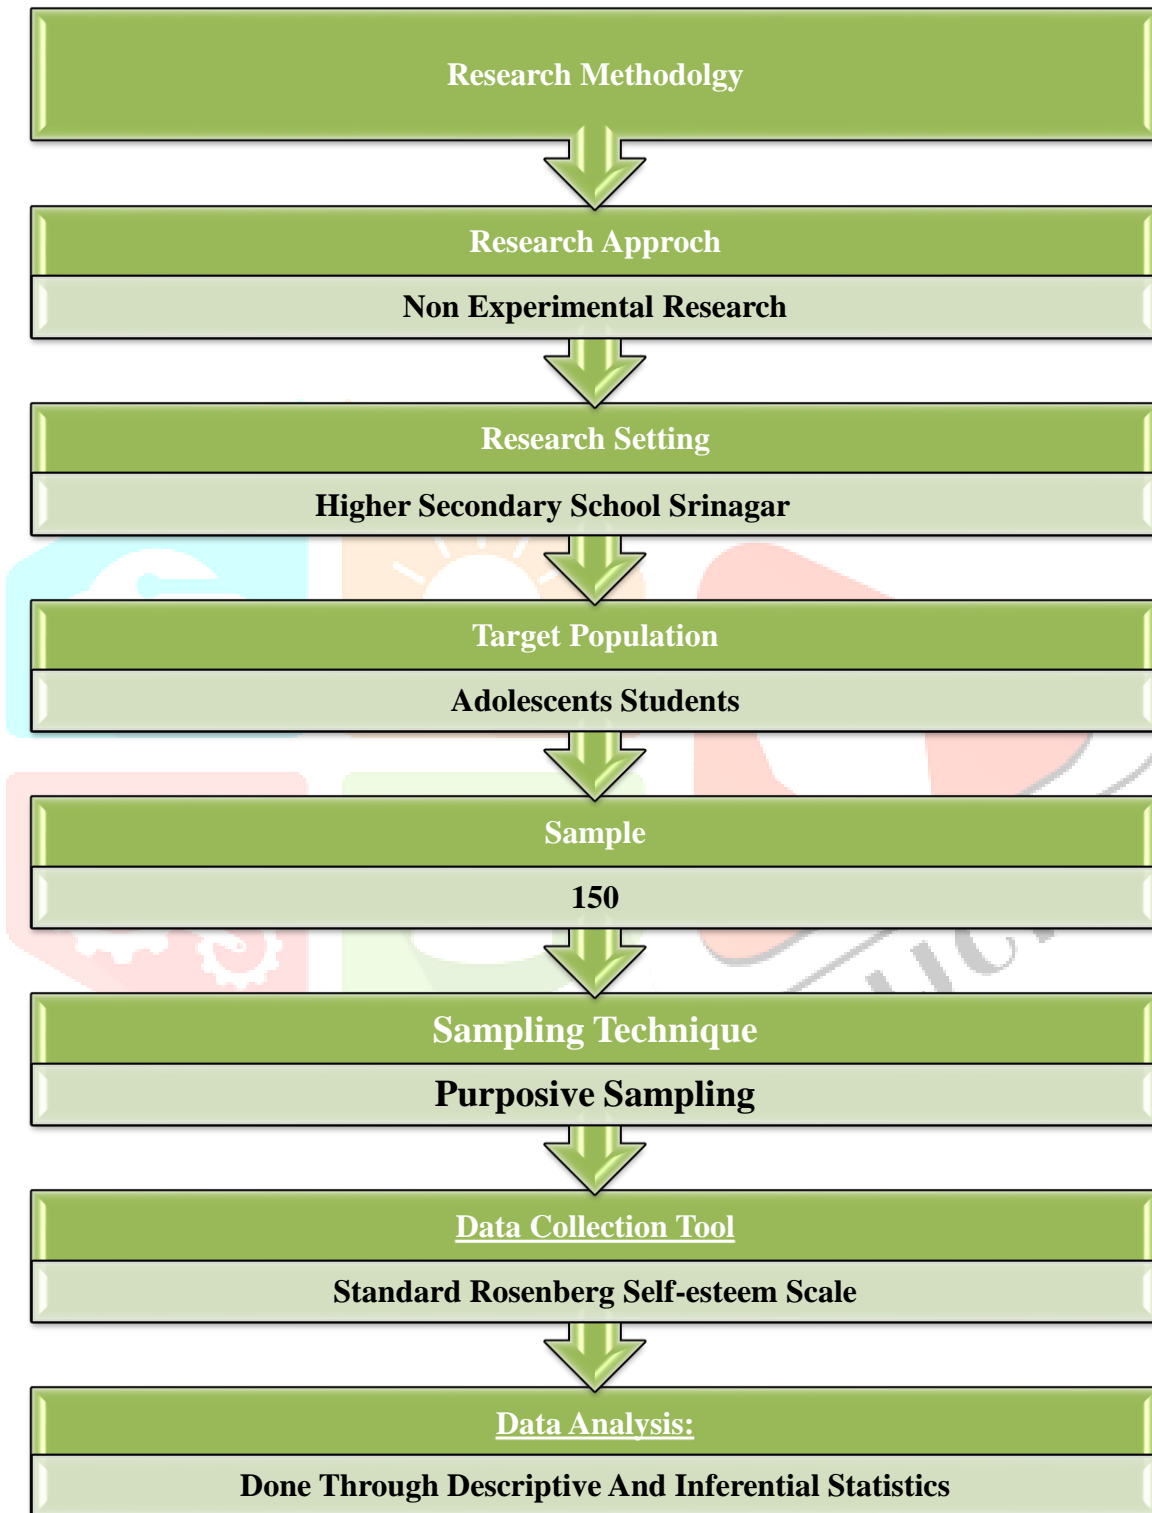 Research Methodolgy
Research Approch
Non Experimental Research
Research Setting
Higher Secondary School Srinagar
Target Population
Adolescents Students
Sample
150
Sampling Technique
Purposive Sampling
Data Collection Tool
Standard Rosenberg Self-esteem Scale
Data Analysis:
Done Through Descriptive And Inferential Statistics